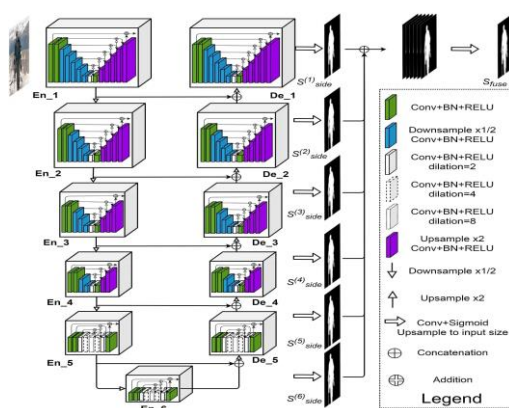 En_1
De_1
S(1)side
Sfuse
En_2
De_2
S(2)side
En_3
De_3
S(3)side
En_4
De_4
S(4)side
En_5
De_5
S(5)side
En_6
S(6)side
Conv+BN+RELU
Downsample x1/2
Conv+BN+RELU
Conv+BN+RELU
dilation=2
Conv+BN+RELU
dilation=4
Conv+BN+RELU
dilation=8
Upsample x2
Conv+BN+RELU
Downsample x1/2
Upsample x2
Conv+Sigmoid
Upsample to input size
Concatenation
Addition
Legend